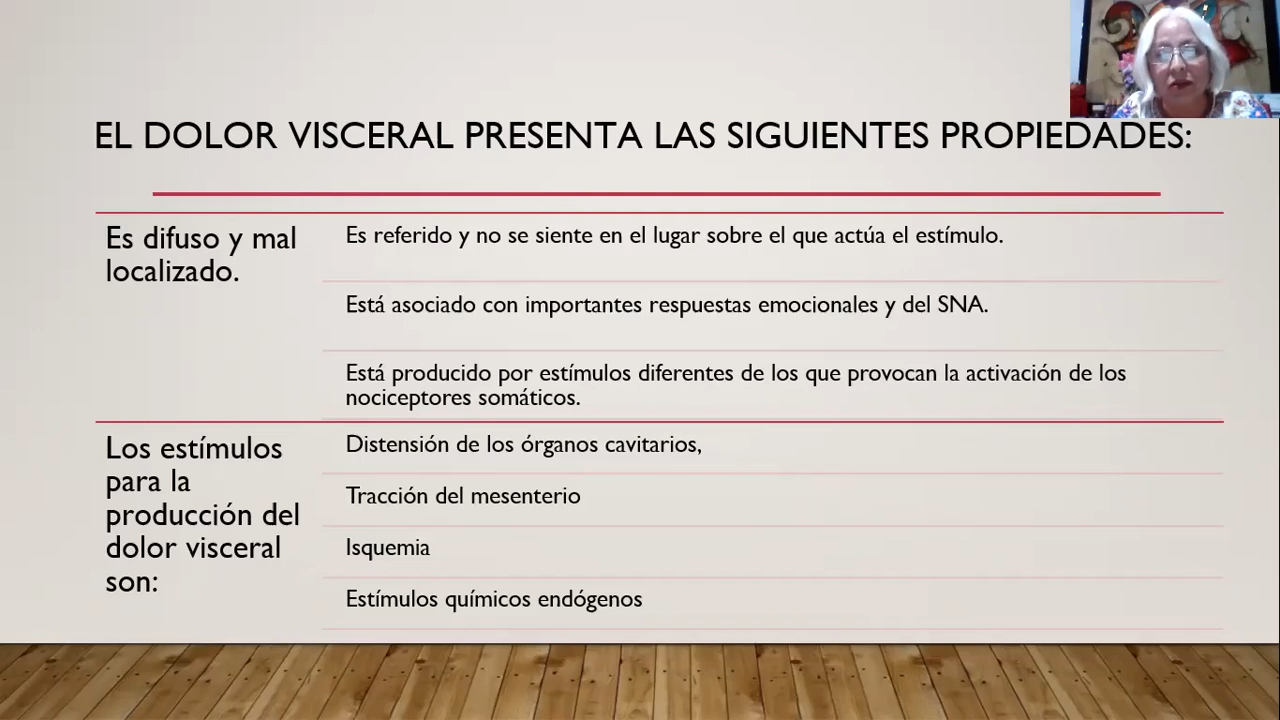 EL DOLOR VISCERAL PRESENTA LAS SIGUIENTES PROPIEDADES:
Es difuso y mal
localizado.
Es referido y no se siente en el lugar sobre el que actúa el estímulo.
Está asociado con importantes respuestas emocionales y del SNA.
Está producido por estímulos diferentes de los que provocan la activación de los
nociceptores somáticos.
Los estímulos
para la
producción del
dolor visceral
son:
Distensión de los órganos cavitarios,
Tracción del mesenterio
Isquemia
Estímulos químicos endógenos